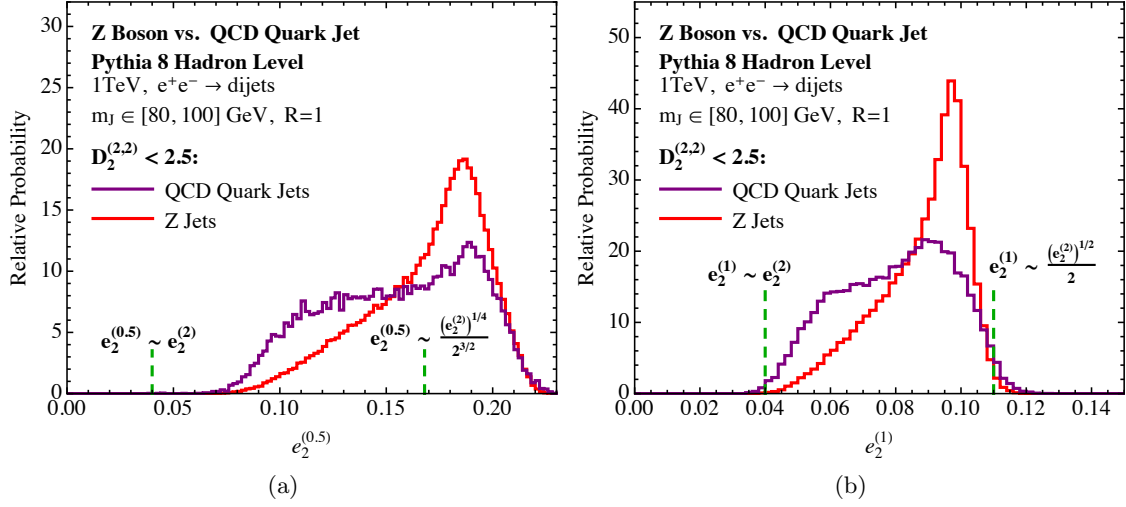 Z Boson vs. QCD Quark Jet
Pythia 8 Hadron Level
1TeV, e⁺e⁻ → dijets
m_J ∈ [80, 100] GeV, R=1
D₂^(2,2) < 2.5:
QCD Quark Jets
Z Jets
e₂^(0.5) ~ e₂^(2)
e₂^(0.5) ~ (e₂^(2))^1/4 / 2^3/2
Relative Probability
0 5 10 15 20 25 30
0.00 0.05 0.10 0.15 0.20
e₂^(0.5)
(a)
Z Boson vs. QCD Quark Jet
Pythia 8 Hadron Level
1TeV, e⁺e⁻ → dijets
m_J ∈ [80, 100] GeV, R=1
D₂^(2,2) < 2.5:
QCD Quark Jets
Z Jets
e₂^(1) ~ e₂^(2)
e₂^(1) ~ (e₂^(2))^1/2 / 2
Relative Probability
0 10 20 30 40 50
0.00 0.02 0.04 0.06 0.08 0.10 0.12 0.14
e₂^(1)
(b)